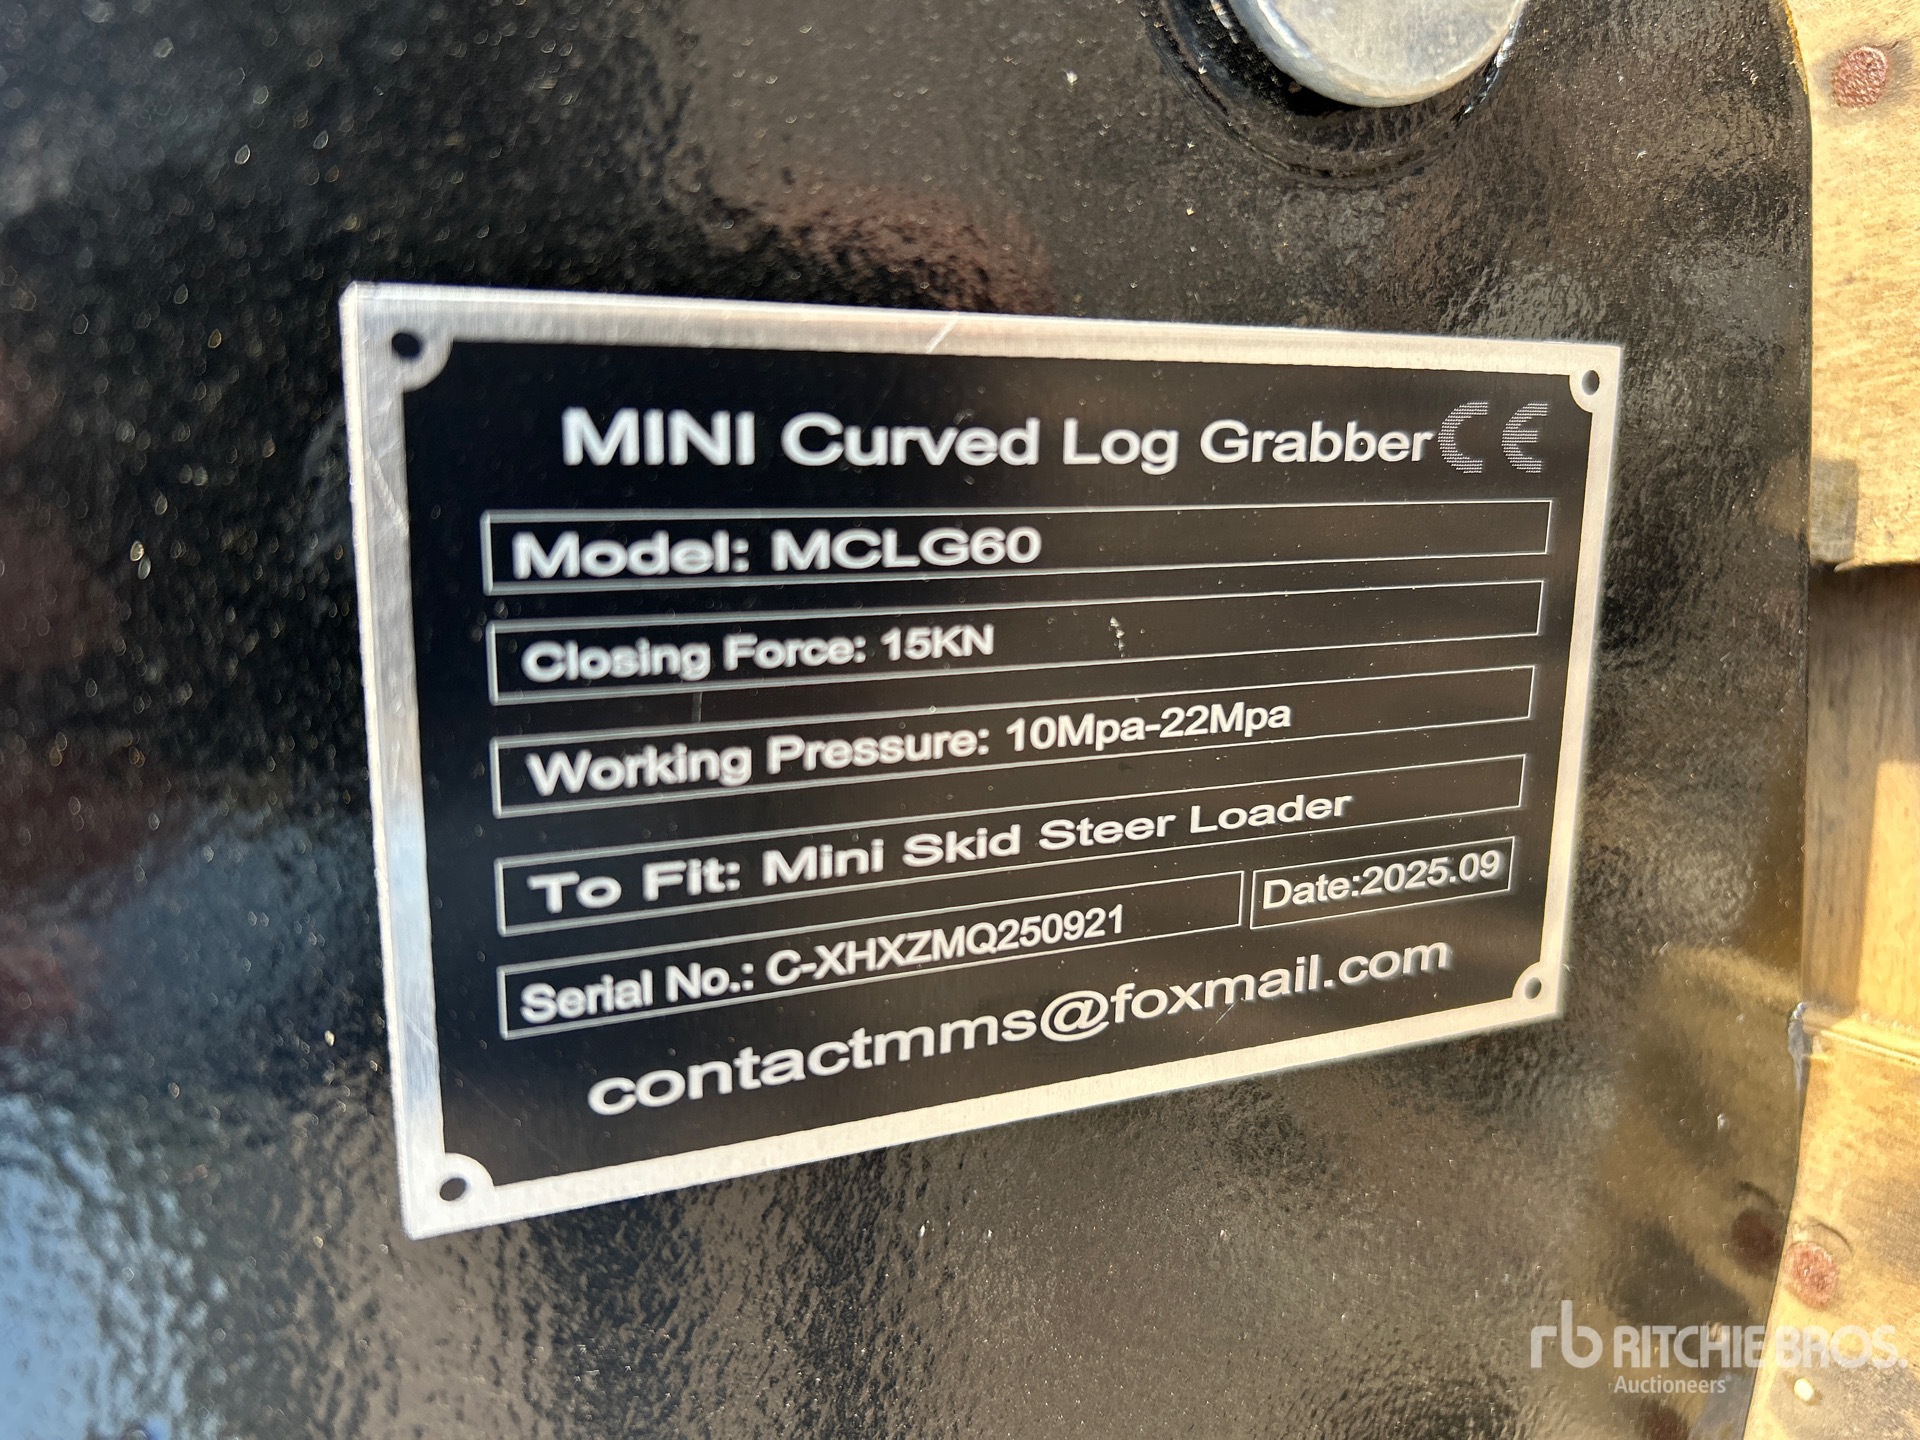 MINI Curved Log Grabber CE
Model: MCLG60
Closing Force: 15KN
Working Pressure: 10Mpa-22Mpa
To Fit: Mini Skid Steer Loader
Serial No.: C-XHXZMQ250921 Date:2025.09
contactmms@foxmail.com
rb RITCHIE BROS.
Auctioneers